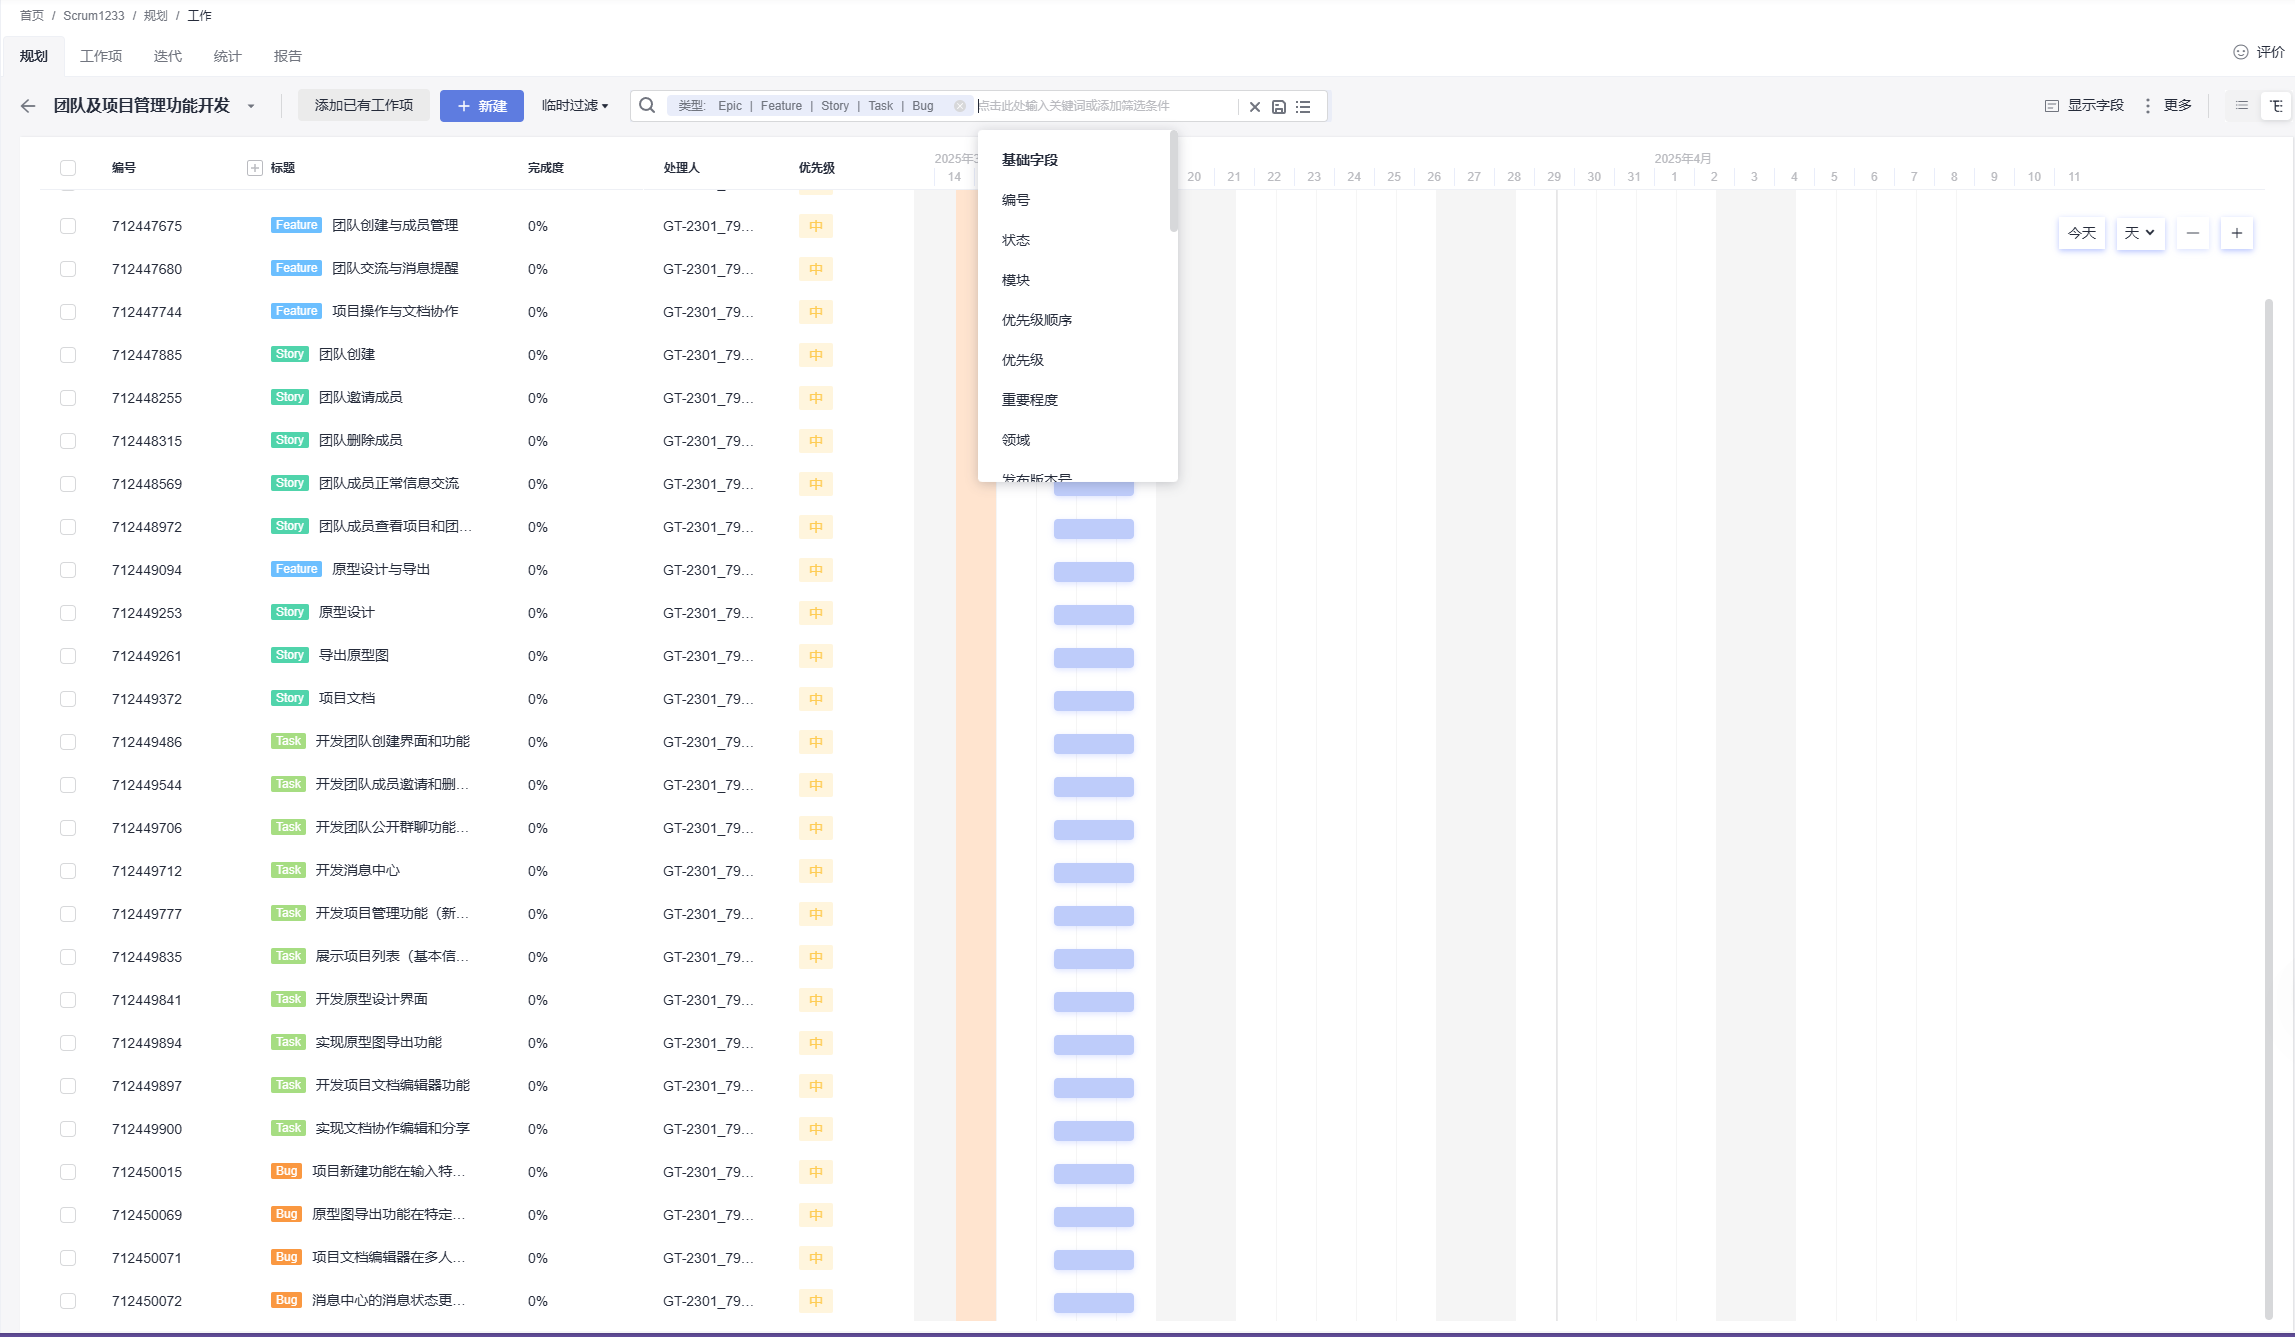 首页 / Scrum1233 / 规划 / 工作
规划 工作项 迭代 统计 报告 评价
团队及项目管理功能开发 添加已有工作项 + 新建 临时过滤 类型: Epic | Feature | Story | Task | Bug 点击此处输入关键词或添加筛选条件 显示字段 更多
编号 标题 完成度 处理人 优先级
2025年 2025年4月
14 20 21 22 23 24 25 26 27 28 29 30 31 1 2 3 4 5 6 7 8 9 10 11
今天 天
基础字段
编号
状态
模块
优先级顺序
优先级
重要程度
领域
发布版本号
712447675 Feature 团队创建与成员管理 0% GT-2301_79... 中
712447680 Feature 团队交流与消息提醒 0% GT-2301_79... 中
712447744 Feature 项目操作与文档协作 0% GT-2301_79... 中
712447885 Story 团队创建 0% GT-2301_79... 中
712448255 Story 团队邀请成员 0% GT-2301_79... 中
712448315 Story 团队删除成员 0% GT-2301_79... 中
712448569 Story 团队成员正常信息交流 0% GT-2301_79... 中
712448972 Story 团队成员查看项目和团... 0% GT-2301_79... 中
712449094 Feature 原型设计与导出 0% GT-2301_79... 中
712449253 Story 原型设计 0% GT-2301_79... 中
712449261 Story 导出原型图 0% GT-2301_79... 中
712449372 Story 项目文档 0% GT-2301_79... 中
712449486 Task 开发团队创建界面和功能 0% GT-2301_79... 中
712449544 Task 开发团队成员邀请和删... 0% GT-2301_79... 中
712449706 Task 开发团队公开群聊功能... 0% GT-2301_79... 中
712449712 Task 开发消息中心 0% GT-2301_79... 中
712449777 Task 开发项目管理功能（新... 0% GT-2301_79... 中
712449835 Task 展示项目列表（基本信... 0% GT-2301_79... 中
712449841 Task 开发原型设计界面 0% GT-2301_79... 中
712449894 Task 实现原型图导出功能 0% GT-2301_79... 中
712449897 Task 开发项目文档编辑器功能 0% GT-2301_79... 中
712449900 Task 实现文档协作编辑和分享 0% GT-2301_79... 中
712450015 Bug 项目新建功能在输入特... 0% GT-2301_79... 中
712450069 Bug 原型图导出功能在特定... 0% GT-2301_79... 中
712450071 Bug 项目文档编辑器在多人... 0% GT-2301_79... 中
712450072 Bug 消息中心的消息状态更... 0% GT-2301_79... 中